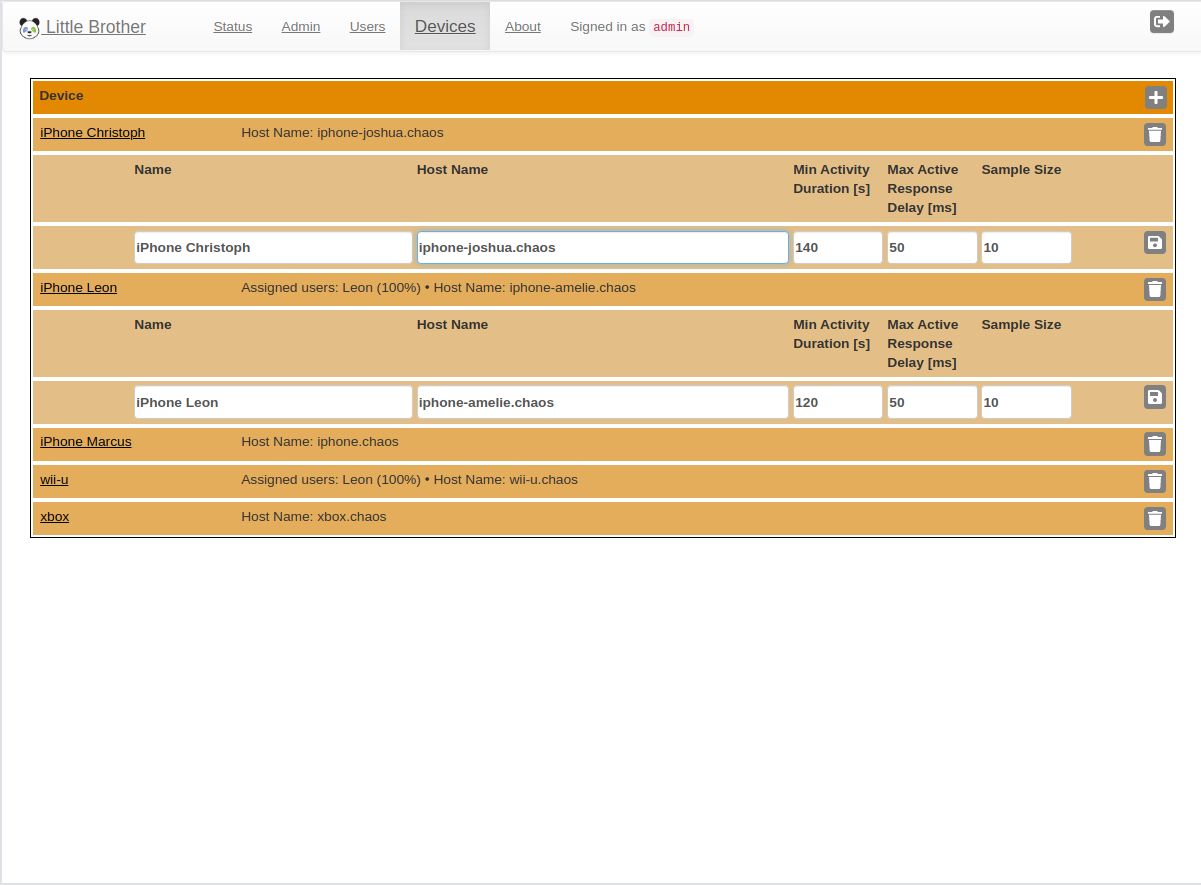 Little Brother Status Admin Users Devices About Signed in as admin
Device
iPhone Christoph Host Name: iphone-joshua.chaos
Name Host Name Min Activity Duration [s] Max Active Response Delay [ms] Sample Size
iPhone Christoph iphone-joshua.chaos 140 50 10
iPhone Leon Assigned users: Leon (100%) • Host Name: iphone-amelie.chaos
Name Host Name Min Activity Duration [s] Max Active Response Delay [ms] Sample Size
iPhone Leon iphone-amelie.chaos 120 50 10
iPhone Marcus Host Name: iphone.chaos
wii-u Assigned users: Leon (100%) • Host Name: wii-u.chaos
xbox Host Name: xbox.chaos